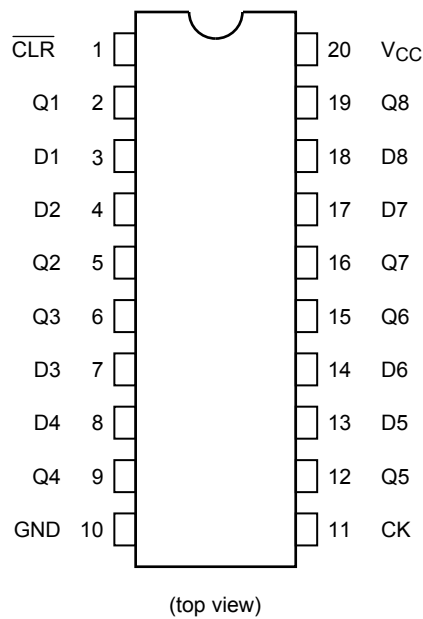 C̅L̅R̅ 1 20 VCC
Q1 2 19 Q8
D1 3 18 D8
D2 4 17 D7
Q2 5 16 Q7
Q3 6 15 Q6
D3 7 14 D6
D4 8 13 D5
Q4 9 12 Q5
GND 10 11 CK
(top view)